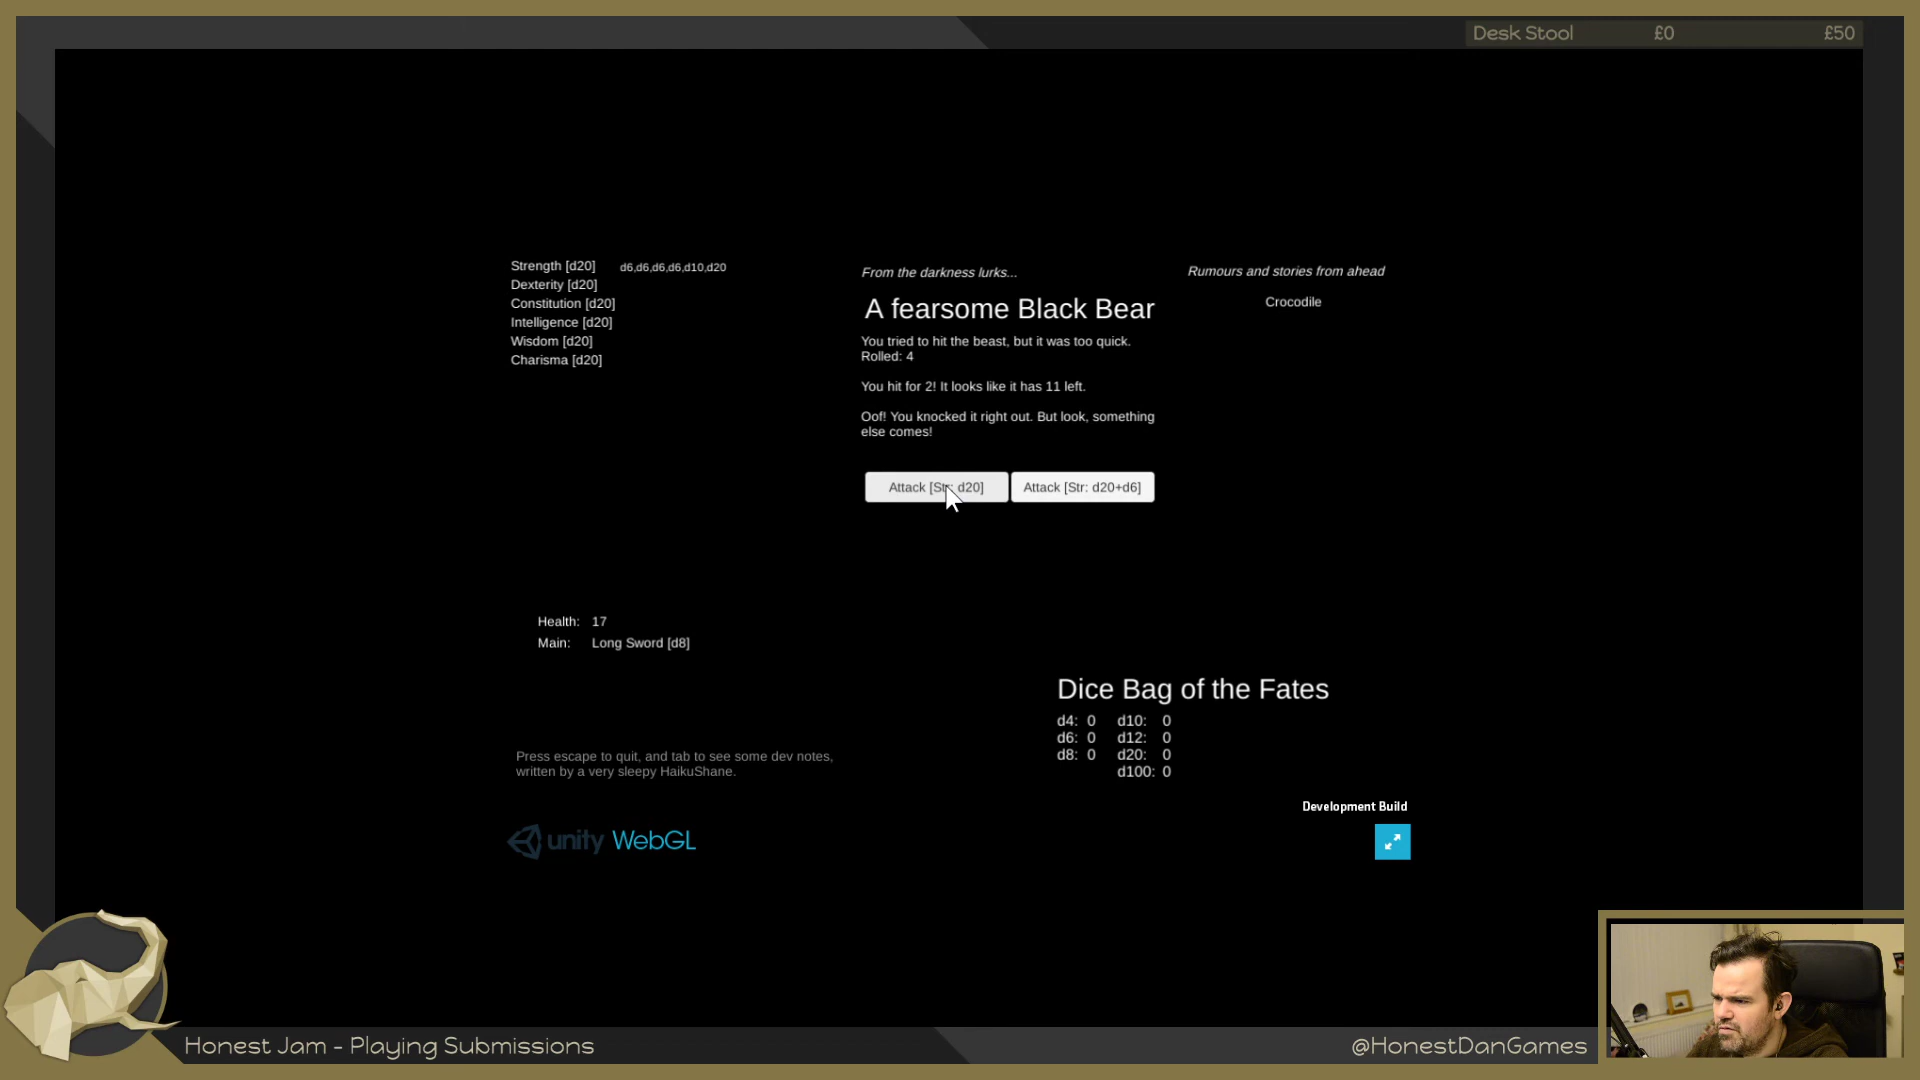 Desk Stool £0 £50
Strength [d20] d6,d6,d6,d6,d10,d20
Dexterity [d20]
Constitution [d20]
Intelligence [d20]
Wisdom [d20]
Charisma [d20]
From the darkness lurks...
A fearsome Black Bear
You tried to hit the beast, but it was too quick.
Rolled: 4
You hit for 2! It looks like it has 11 left.
Oof! You knocked it right out. But look, something
else comes!
Attack [Str: d20] Attack [Str: d20+d6]
Rumours and stories from ahead
Crocodile
Health: 17
Main: Long Sword [d8]
Dice Bag of the Fates
d4: 0 d10: 0
d6: 0 d12: 0
d8: 0 d20: 0
d100: 0
Press escape to quit, and tab to see some dev notes,
written by a very sleepy HaikuShane.
Development Build
unity WebGL
Honest Jam - Playing Submissions
@HonestDanGames